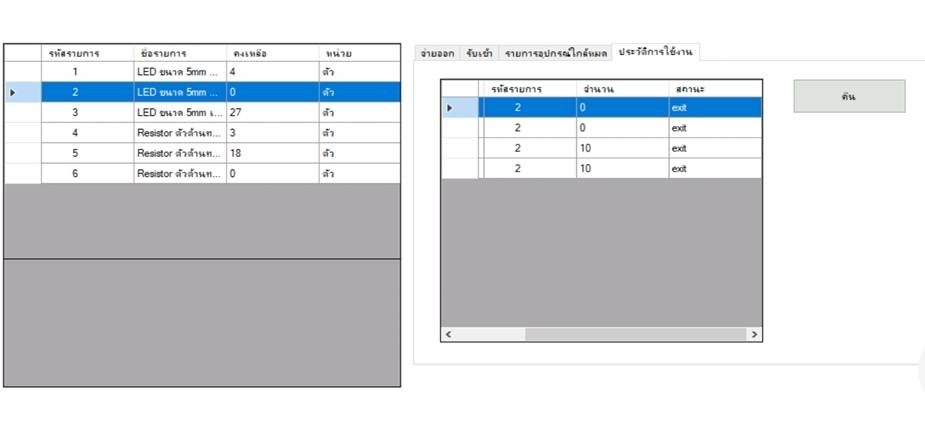 รหัสรายการ ชื่อรายการ คงเหลือ หน่วย
1 LED ขนาด 5mm ... 4 ตัว
2 LED ขนาด 5mm ... 0 ตัว
3 LED ขนาด 5mm เ... 27 ตัว
4 Resistor ตัวต้านท... 3 ตัว
5 Resistor ตัวต้านท... 18 ตัว
6 Resistor ตัวต้านท... 0 ตัว
จ่ายออก รับเข้า รายการอุปกรณ์ใกล้หมด ประวัติการใช้งาน
รหัสรายการ จำนวน สถานะ
2 0 exit
2 0 exit
2 10 exit
2 10 exit
คืน